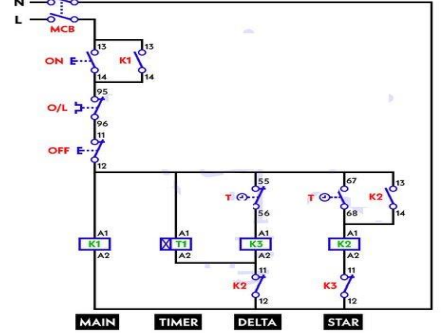 N
L
MCB
13 13
ON K1
14 14
95
O/L
96
11
OFF
12
55 67 13
T T K2
56 68 14
A1 A1 A1 A1
K1 T1 K3 K2
A2 A2 A2 A2
11 11
K2 K3
12 12
MAIN TIMER DELTA STAR